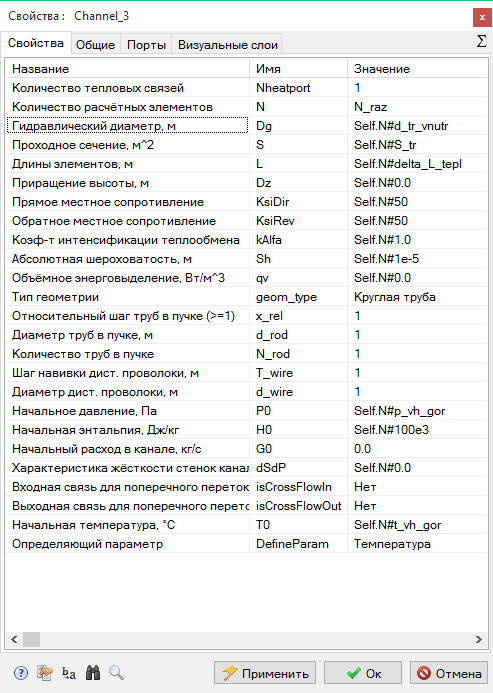 Свойства : Channel_3
x
Свойства Общие Порты Визуальные слои Σ
Название Имя Значение
Количество тепловых связей Nheatport 1
Количество расчётных элементов N N_raz
Гидравлический диаметр, м Dg Self.N#d_tr_vnutr
Проходное сечение, м^2 S Self.N#S_tr
Длины элементов, м L Self.N#delta_L_tepl
Приращение высоты, м Dz Self.N#0.0
Прямое местное сопротивление KsiDir Self.N#50
Обратное местное сопротивление KsiRev Self.N#50
Коэф-т интенсификации теплообмена kAlfa Self.N#1.0
Абсолютная шероховатость, м Sh Self.N#1e-5
Объёмное энерговыделение, Вт/м^3 qv Self.N#0.0
Тип геометрии geom_type Круглая труба
Относительный шаг труб в пучке (>=1) x_rel 1
Диаметр труб в пучке, м d_rod 1
Количество труб в пучке N_rod 1
Шаг навивки дист. проволоки, м T_wire 1
Диаметр дист. проволоки, м d_wire 1
Начальное давление, Па P0 Self.N#p_vh_gor
Начальная энтальпия, Дж/кг H0 Self.N#100e3
Начальный расход в канале, кг/с G0 0.0
Характеристика жёсткости стенок канал dSdP Self.N#0.0
Входная связь для поперечного переток isCrossFlowIn Нет
Выходная связь для поперечного перето isCrossFlowOut Нет
Начальная температура, °C T0 Self.N#t_vh_gor
Определяющий параметр DefineParam Температура
? ba Применить Ок Отмена